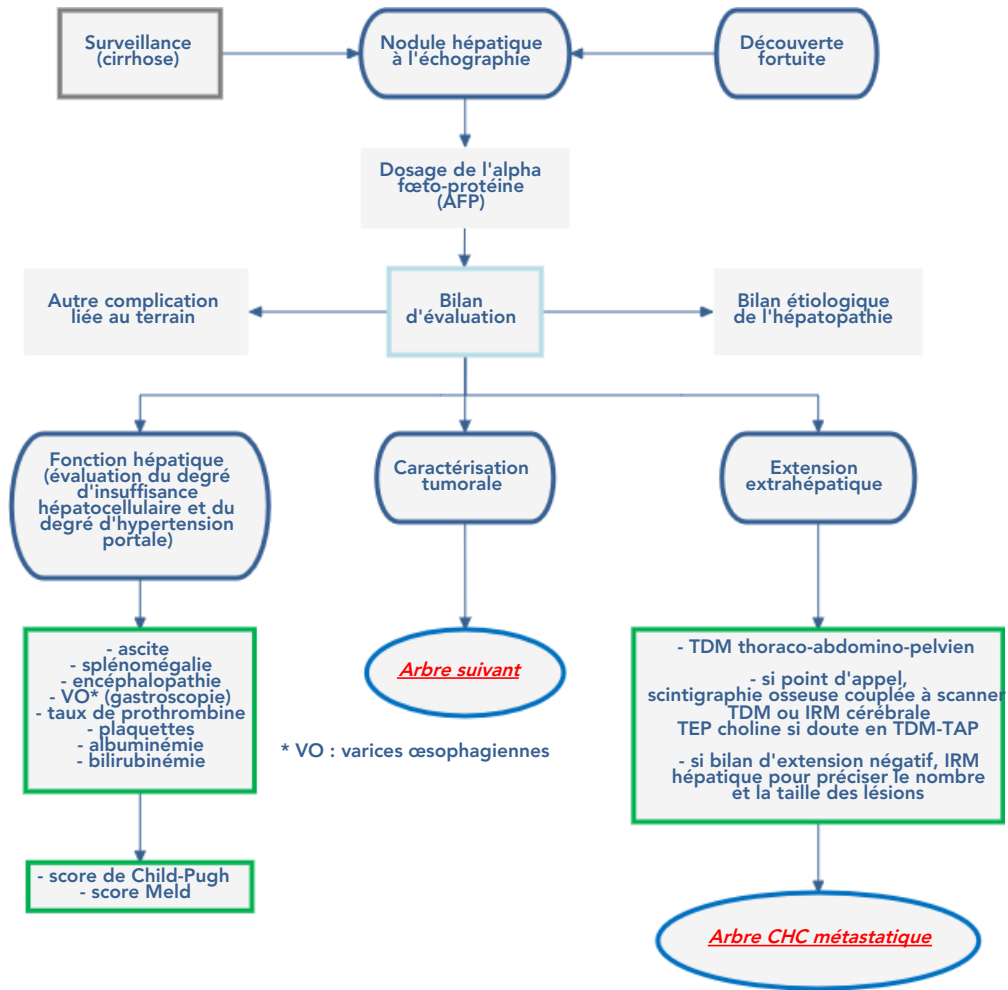 Surveillance
(cirrhose)
Nodule hépatique
à l'échographie
Découverte
fortuite
Dosage de l'alpha
fœto-protéine
(AFP)
Autre complication
liée au terrain
Bilan
d'évaluation
Bilan étiologique
de l'hépatopathie
Fonction hépatique
(évaluation du degré
d'insuffisance
hépatocellulaire et du
degré d'hypertension
portale)
Caractérisation
tumorale
Extension
extrahépatique
- ascite
- splénomégalie
- encéphalopathie
- VO* (gastroscopie)
- taux de prothrombine
- plaquettes
- albuminémie
- bilirubinémie
Arbre suivant
* VO : varices œsophagiennes
- TDM thoraco-abdomino-pelvien
- si point d'appel,
scintigraphie osseuse couplée à scanner
TDM ou IRM cérébrale
TEP choline si doute en TDM-TAP
- si bilan d'extension négatif, IRM
hépatique pour préciser le nombre
et la taille des lésions
- score de Child-Pugh
- score Meld
Arbre CHC métastatique